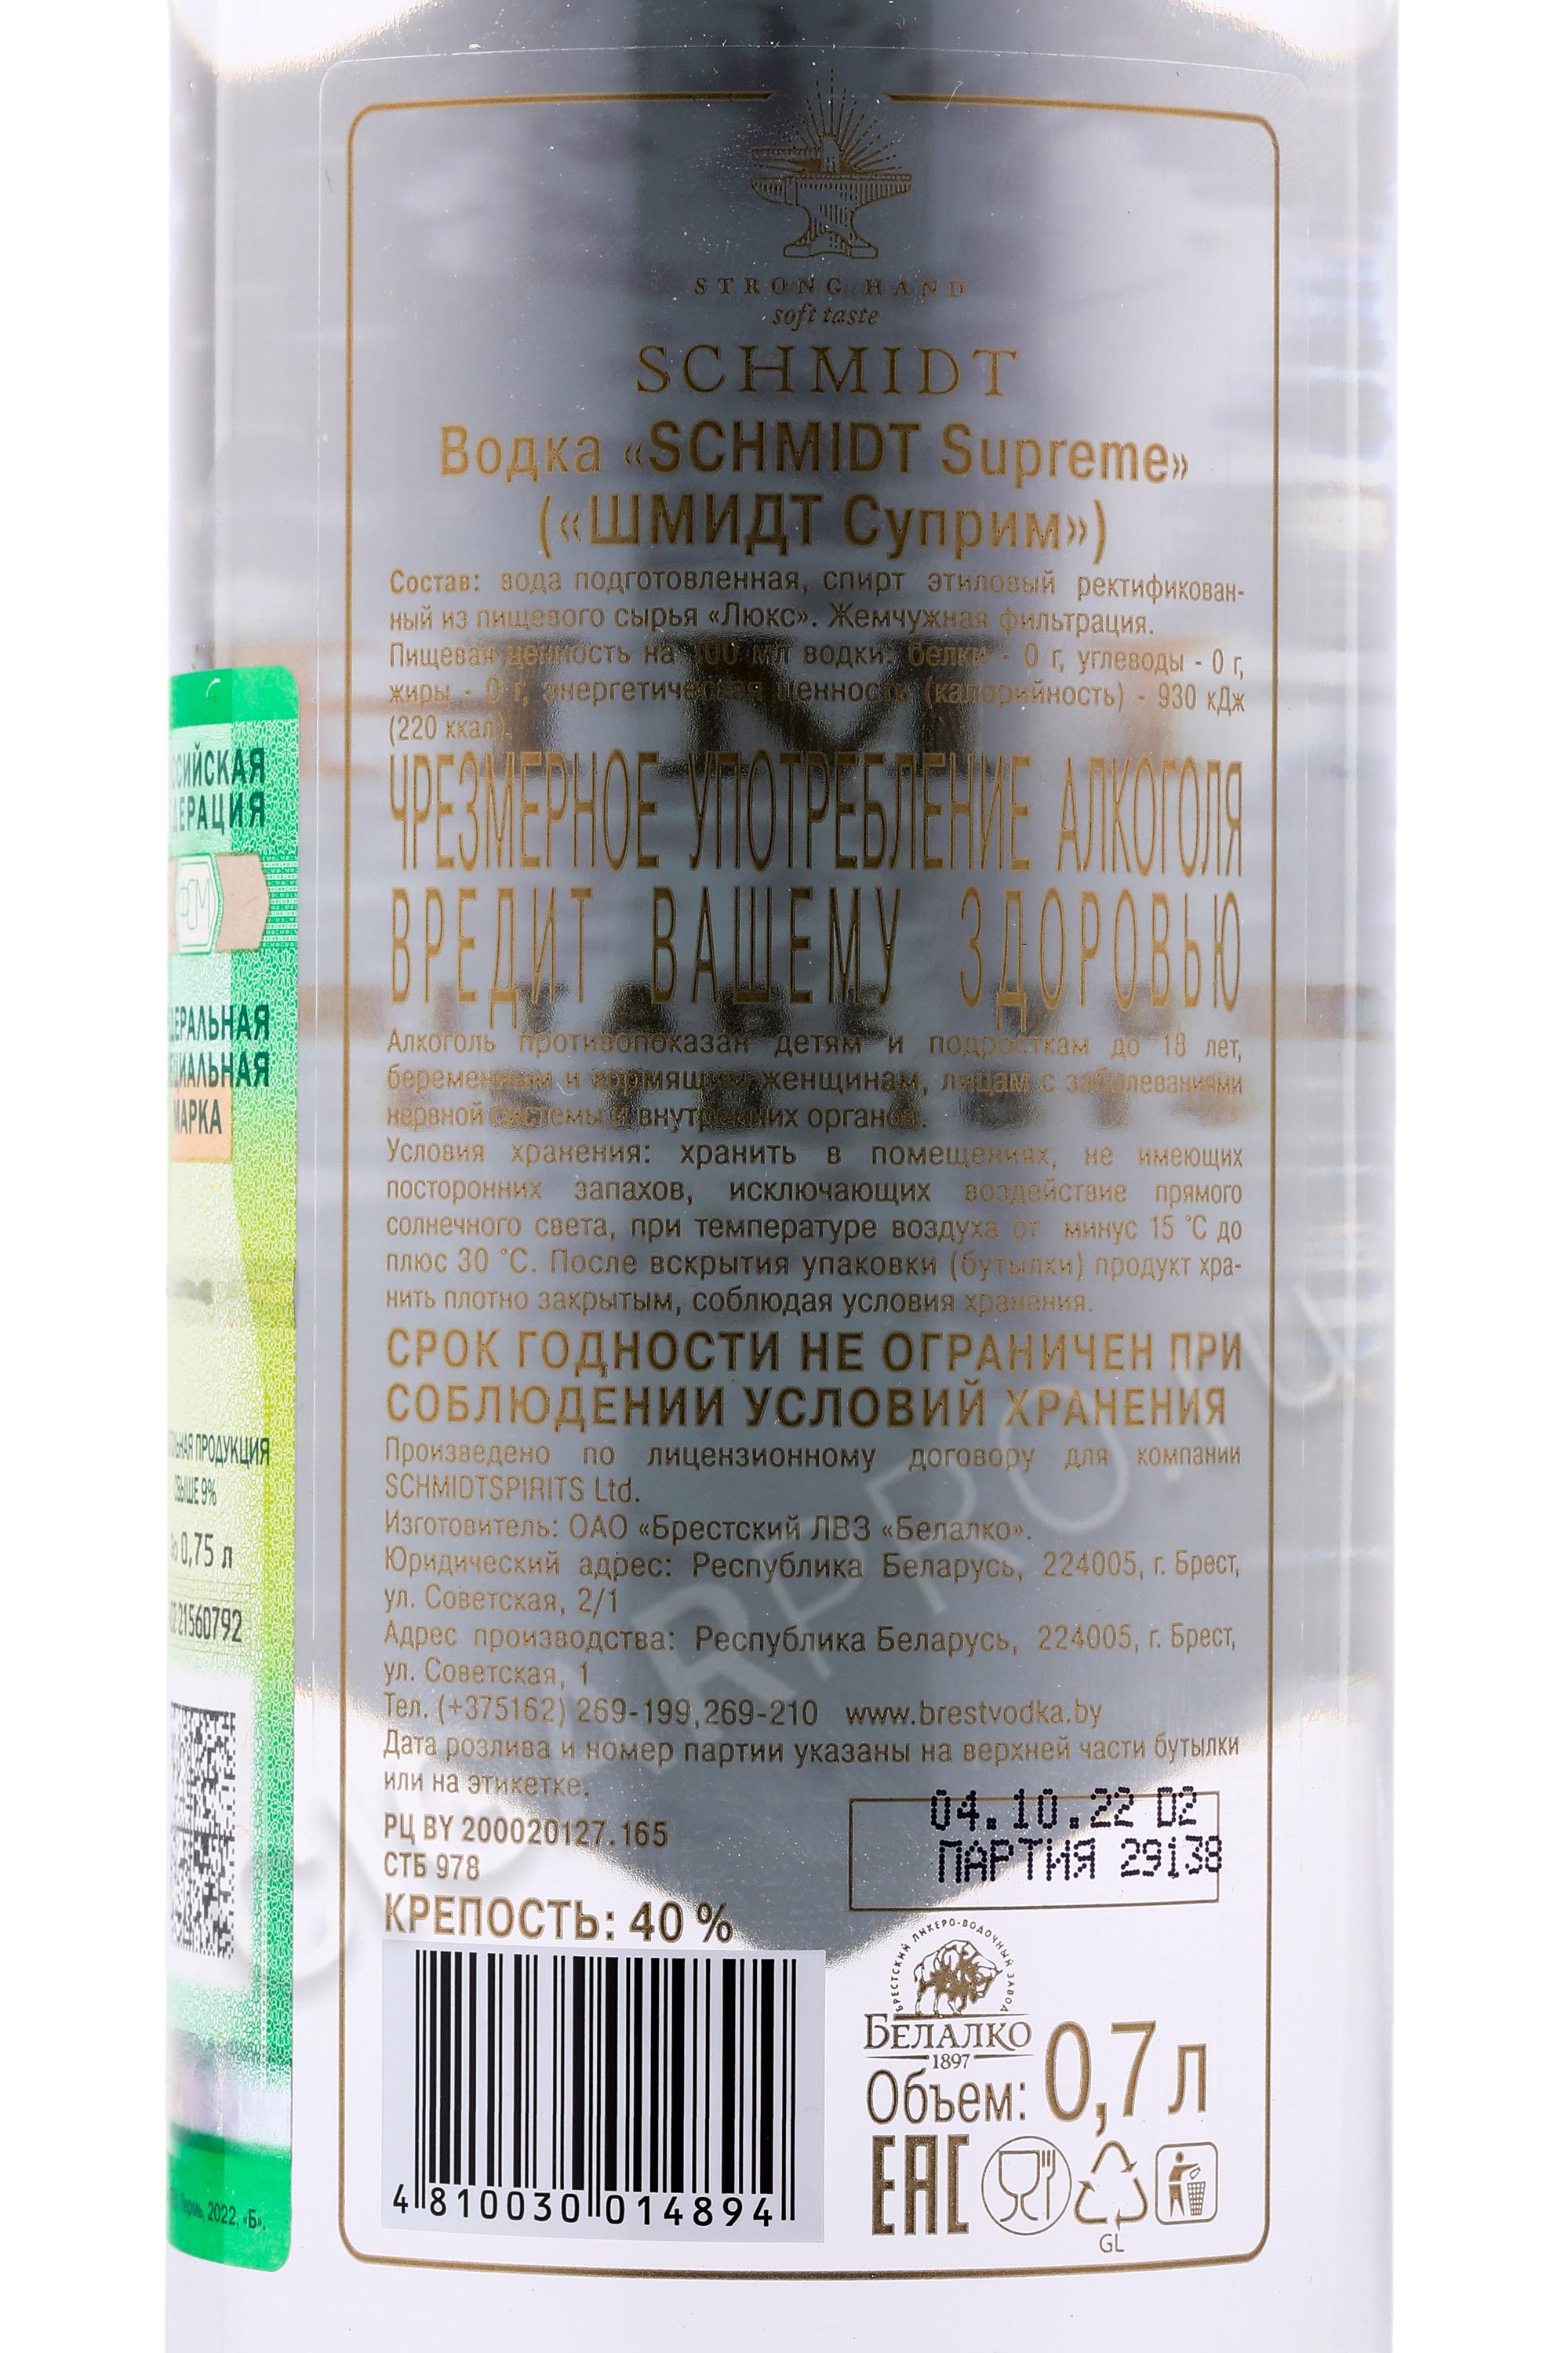 STRONG HAND
soft taste
SCHMIDT
Водка «SCHMIDT Supreme»
(«ШМИДТ Суприм»)
Состав: вода подготовленная, спирт этиловый ректификован-
ный из пищевого сырья «Люкс». Жемчужная фильтрация.
Пищевая ценность на 100 мл водки: белки - 0 г, углеводы - 0 г,
жиры - 0 г, энергетическая ценность (калорийность) - 930 кДж
(220 ккал).
ЧРЕЗМЕРНОЕ УПОТРЕБЛЕНИЕ АЛКОГОЛЯ
ВРЕДИТ ВАШЕМУ ЗДОРОВЬЮ
Алкоголь противопоказан детям и подросткам до 18 лет,
беременным и кормящим женщинам, лицам с заболеваниями
нервной системы и внутренних органов.
Условия хранения: хранить в помещениях, не имеющих
посторонних запахов, исключающих воздействие прямого
солнечного света, при температуре воздуха от минус 15 °С до
плюс 30 °С. После вскрытия упаковки (бутылки) продукт хра-
нить плотно закрытым, соблюдая условия хранения.
СРОК ГОДНОСТИ НЕ ОГРАНИЧЕН ПРИ
СОБЛЮДЕНИИ УСЛОВИЙ ХРАНЕНИЯ
Произведено по лицензионному договору для компании
SCHMIDTSPIRITS Ltd.
Изготовитель: ОАО «Брестский ЛВЗ «Белалко».
Юридический адрес: Республика Беларусь, 224005, г. Брест,
ул. Советская, 2/1
Адрес производства: Республика Беларусь, 224005, г. Брест,
ул. Советская, 1
Тел. (+375162) 269-199,269-210 www.brestvodka.by
Дата розлива и номер партии указаны на верхней части бутылки
или на этикетке.
РЦ BY 200020127.165
СТБ 978
КРЕПОСТЬ: 40 %
04.10.22 02
ПАРТИЯ 29138
БРЕСТСКИЙ ЛИКЕРО-ВОДОЧНЫЙ ЗАВОД
БЕЛАЛКО
1897
Объем: 0,7 л
EAC
GL
4 810030 014894
МАРКА
0,75 л
21560792
Пермь, 2022, «Б».